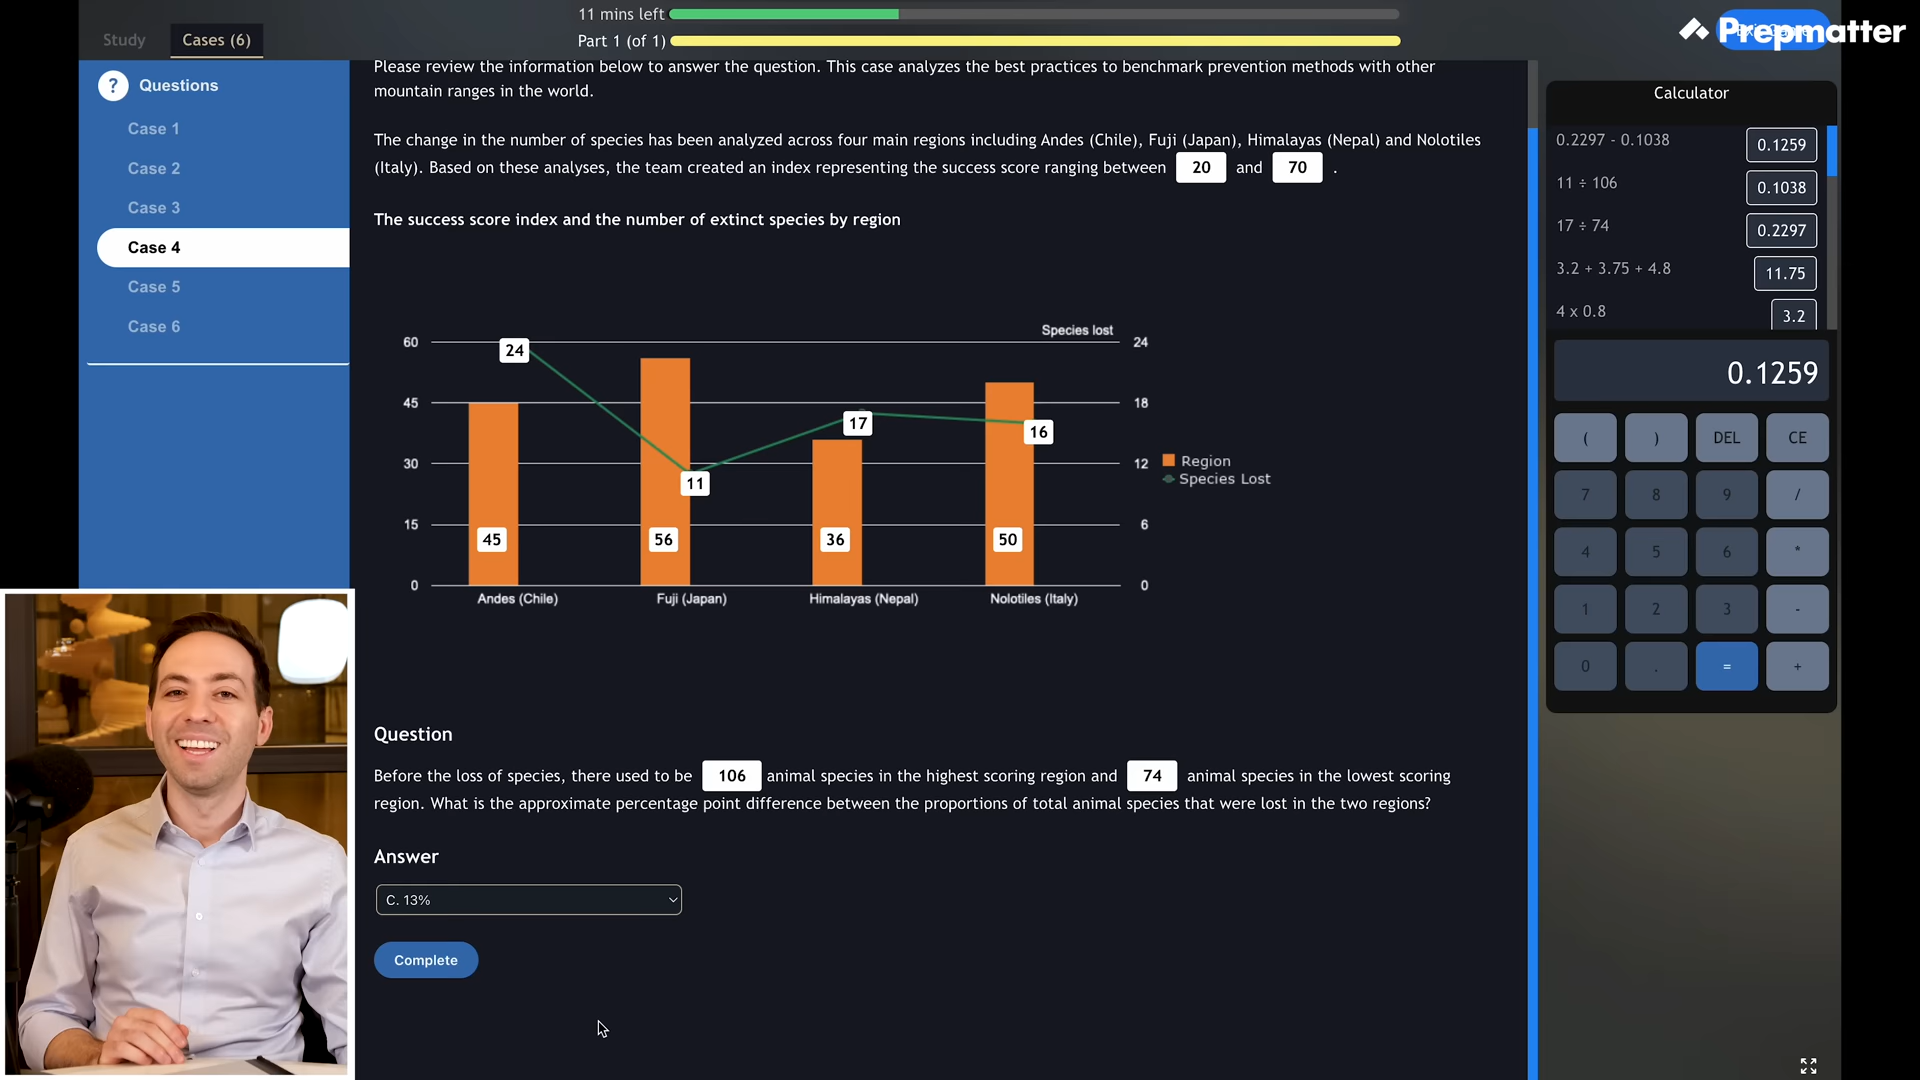 11 mins left
Part 1 (of 1)
Prepmatter
Study
Cases (6)
? Questions
Case 1
Case 2
Case 3
Case 4
Case 5
Case 6
Please review the information below to answer the question. This case analyzes the best practices to benchmark prevention methods with other
mountain ranges in the world.
The change in the number of species has been analyzed across four main regions including Andes (Chile), Fuji (Japan), Himalayas (Nepal) and Nolotiles
(Italy). Based on these analyses, the team created an index representing the success score ranging between 20 and 70 .
The success score index and the number of extinct species by region
Species lost
60 24
45 18
30 12
15 6
0 0
24
11
17
16
45
56
36
50
Andes (Chile)
Fuji (Japan)
Himalayas (Nepal)
Nolotiles (Italy)
Region
Species Lost
Question
Before the loss of species, there used to be 106 animal species in the highest scoring region and 74 animal species in the lowest scoring
region. What is the approximate percentage point difference between the proportions of total animal species that were lost in the two regions?
Answer
C. 13%
Complete
Calculator
0.2297 - 0.1038 0.1259
11 ÷ 106 0.1038
17 ÷ 74 0.2297
3.2 + 3.75 + 4.8 11.75
4 x 0.8 3.2
0.1259
( ) DEL CE
7 8 9 /
4 5 6 *
1 2 3 -
0 . = +